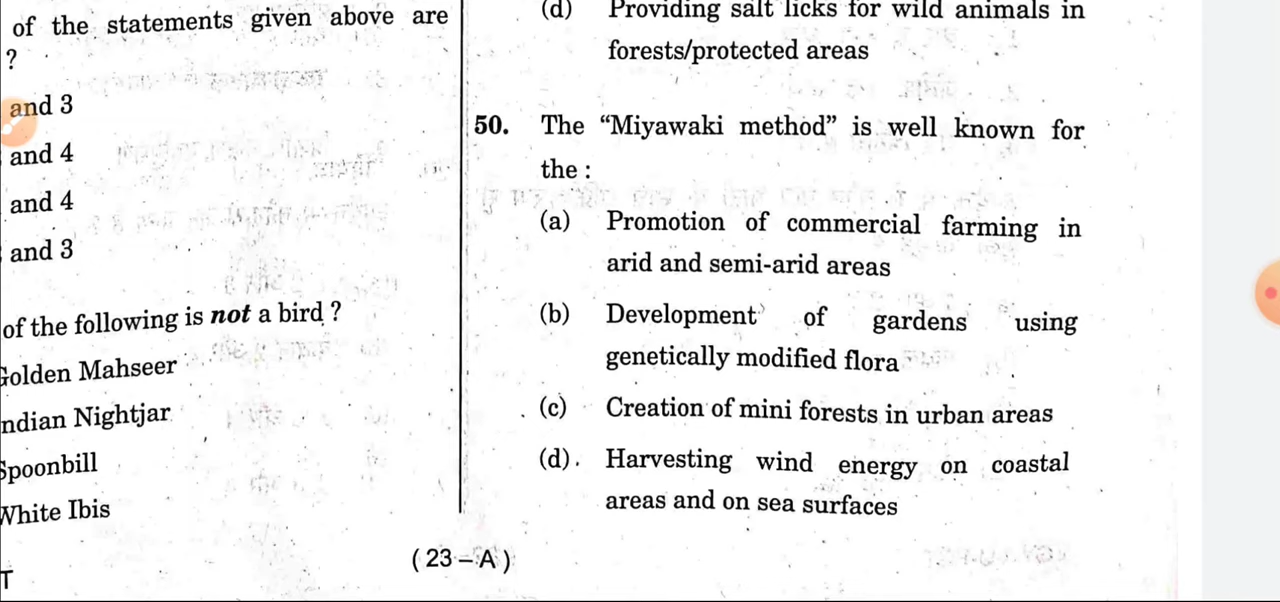 of the statements given above are
?
and 3
and 4
and 4
and 3
of the following is not a bird ?
Golden Mahseer
ndian Nightjar
Spoonbill
White Ibis
T
(d) Providing salt licks for wild animals in
forests/protected areas
50. The “Miyawaki method” is well known for
the :
(a) Promotion of commercial farming in
arid and semi-arid areas
(b) Development of gardens using
genetically modified flora
(c) Creation of mini forests in urban areas
(d). Harvesting wind energy on coastal
areas and on sea surfaces
( 23 – A )